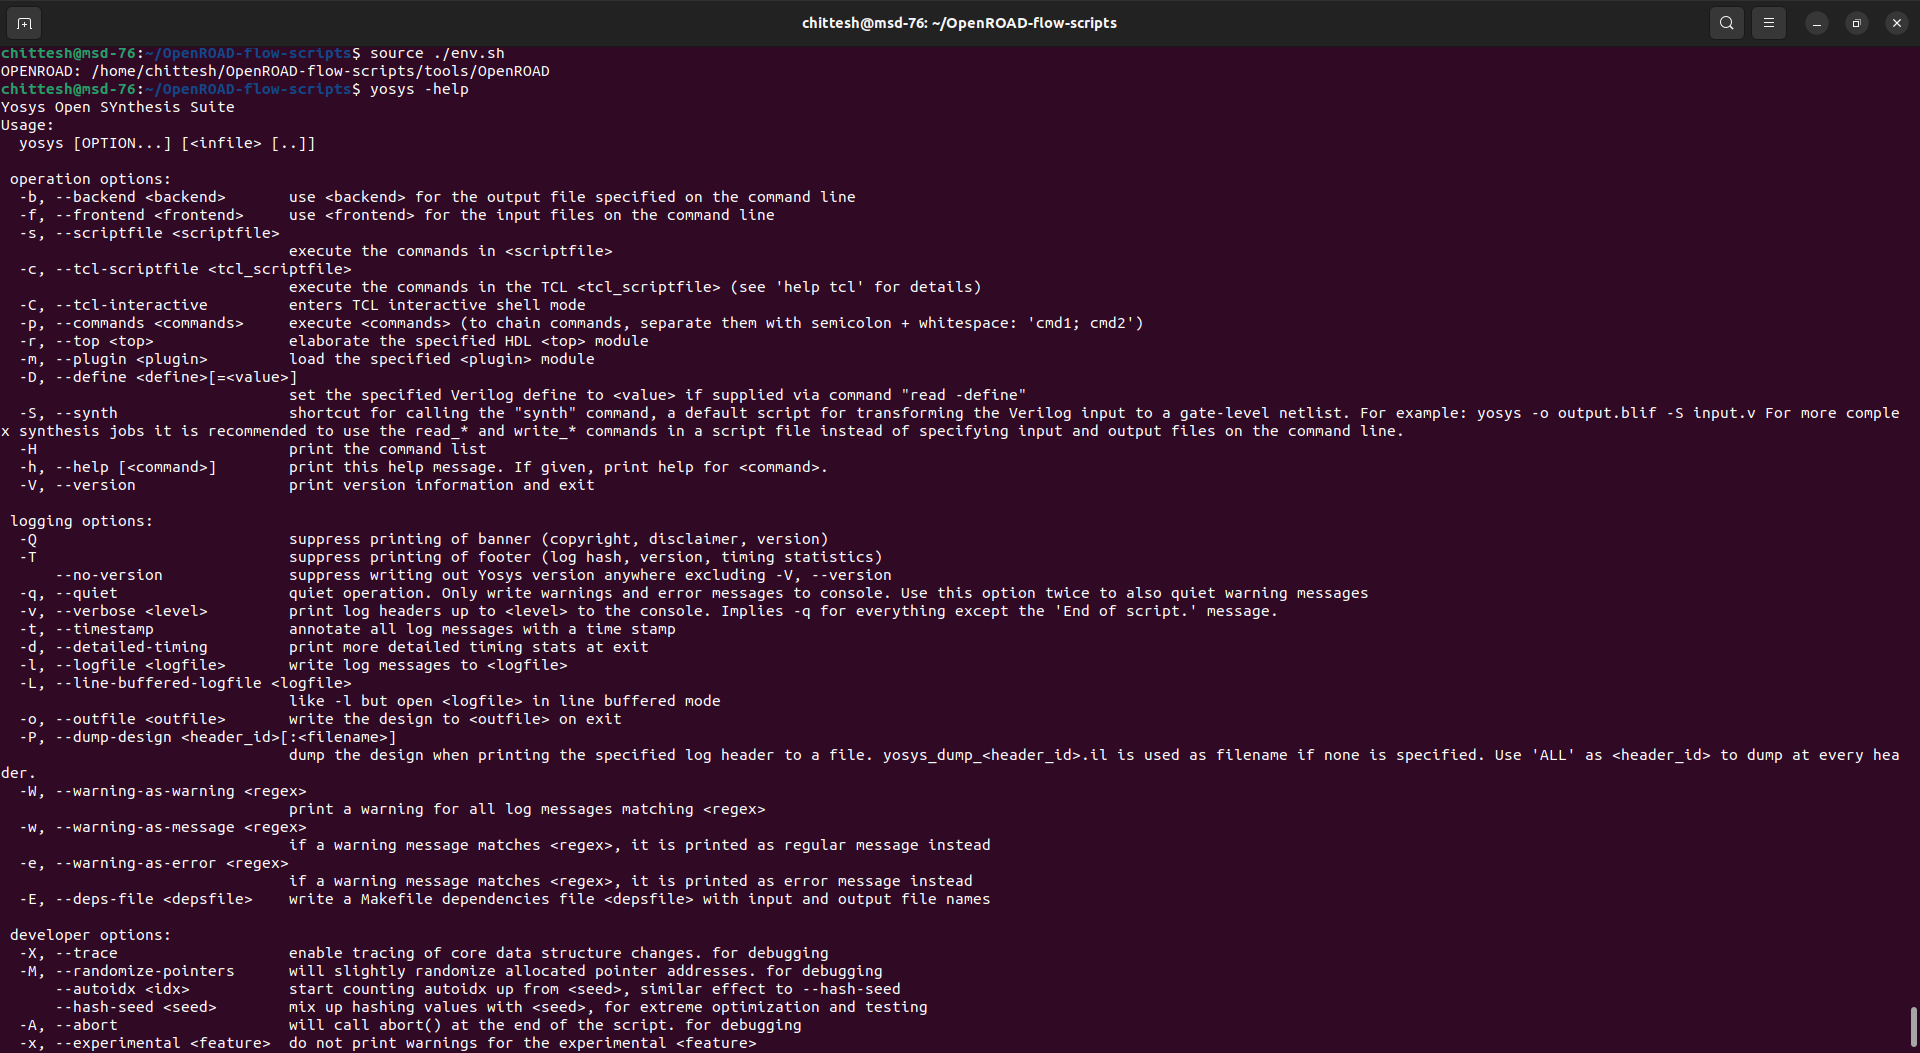 chittesh@msd-76: ~/OpenROAD-flow-scripts
chittesh@msd-76:~/OpenROAD-flow-scripts$ source ./env.sh
OPENROAD: /home/chittesh/OpenROAD-flow-scripts/tools/OpenROAD
chittesh@msd-76:~/OpenROAD-flow-scripts$ yosys -help
Yosys Open SYnthesis Suite
Usage:
  yosys [OPTION...] [<infile> [..]]

 operation options:
  -b, --backend <backend>       use <backend> for the output file specified on the command line
  -f, --frontend <frontend>     use <frontend> for the input files on the command line
  -s, --scriptfile <scriptfile>
                                execute the commands in <scriptfile>
  -c, --tcl-scriptfile <tcl_scriptfile>
                                execute the commands in the TCL <tcl_scriptfile> (see 'help tcl' for details)
  -C, --tcl-interactive         enters TCL interactive shell mode
  -p, --commands <commands>     execute <commands> (to chain commands, separate them with semicolon + whitespace: 'cmd1; cmd2')
  -r, --top <top>               elaborate the specified HDL <top> module
  -m, --plugin <plugin>         load the specified <plugin> module
  -D, --define <define>[=<value>]
                                set the specified Verilog define to <value> if supplied via command "read -define"
  -S, --synth                   shortcut for calling the "synth" command, a default script for transforming the Verilog input to a gate-level netlist. For example: yosys -o output.blif -S input.v For more comple
x synthesis jobs it is recommended to use the read_* and write_* commands in a script file instead of specifying input and output files on the command line.
  -H                            print the command list
  -h, --help [<command>]        print this help message. If given, print help for <command>.
  -V, --version                 print version information and exit

 logging options:
  -Q                            suppress printing of banner (copyright, disclaimer, version)
  -T                            suppress printing of footer (log hash, version, timing statistics)
      --no-version              suppress writing out Yosys version anywhere excluding -V, --version
  -q, --quiet                   quiet operation. Only write warnings and error messages to console. Use this option twice to also quiet warning messages
  -v, --verbose <level>         print log headers up to <level> to the console. Implies -q for everything except the 'End of script.' message.
  -t, --timestamp               annotate all log messages with a time stamp
  -d, --detailed-timing         print more detailed timing stats at exit
  -l, --logfile <logfile>       write log messages to <logfile>
  -L, --line-buffered-logfile <logfile>
                                like -l but open <logfile> in line buffered mode
  -o, --outfile <outfile>       write the design to <outfile> on exit
  -P, --dump-design <header_id>[:<filename>]
                                dump the design when printing the specified log header to a file. yosys_dump_<header_id>.il is used as filename if none is specified. Use 'ALL' as <header_id> to dump at every hea
der.
  -W, --warning-as-warning <regex>
                                print a warning for all log messages matching <regex>
  -w, --warning-as-message <regex>
                                if a warning message matches <regex>, it is printed as regular message instead
  -e, --warning-as-error <regex>
                                if a warning message matches <regex>, it is printed as error message instead
  -E, --deps-file <depsfile>    write a Makefile dependencies file <depsfile> with input and output file names

 developer options:
  -X, --trace                   enable tracing of core data structure changes. for debugging
  -M, --randomize-pointers      will slightly randomize allocated pointer addresses. for debugging
      --autoidx <idx>           start counting autoidx up from <seed>, similar effect to --hash-seed
      --hash-seed <seed>        mix up hashing values with <seed>, for extreme optimization and testing
  -A, --abort                   will call abort() at the end of the script. for debugging
  -x, --experimental <feature>  do not print warnings for the experimental <feature>